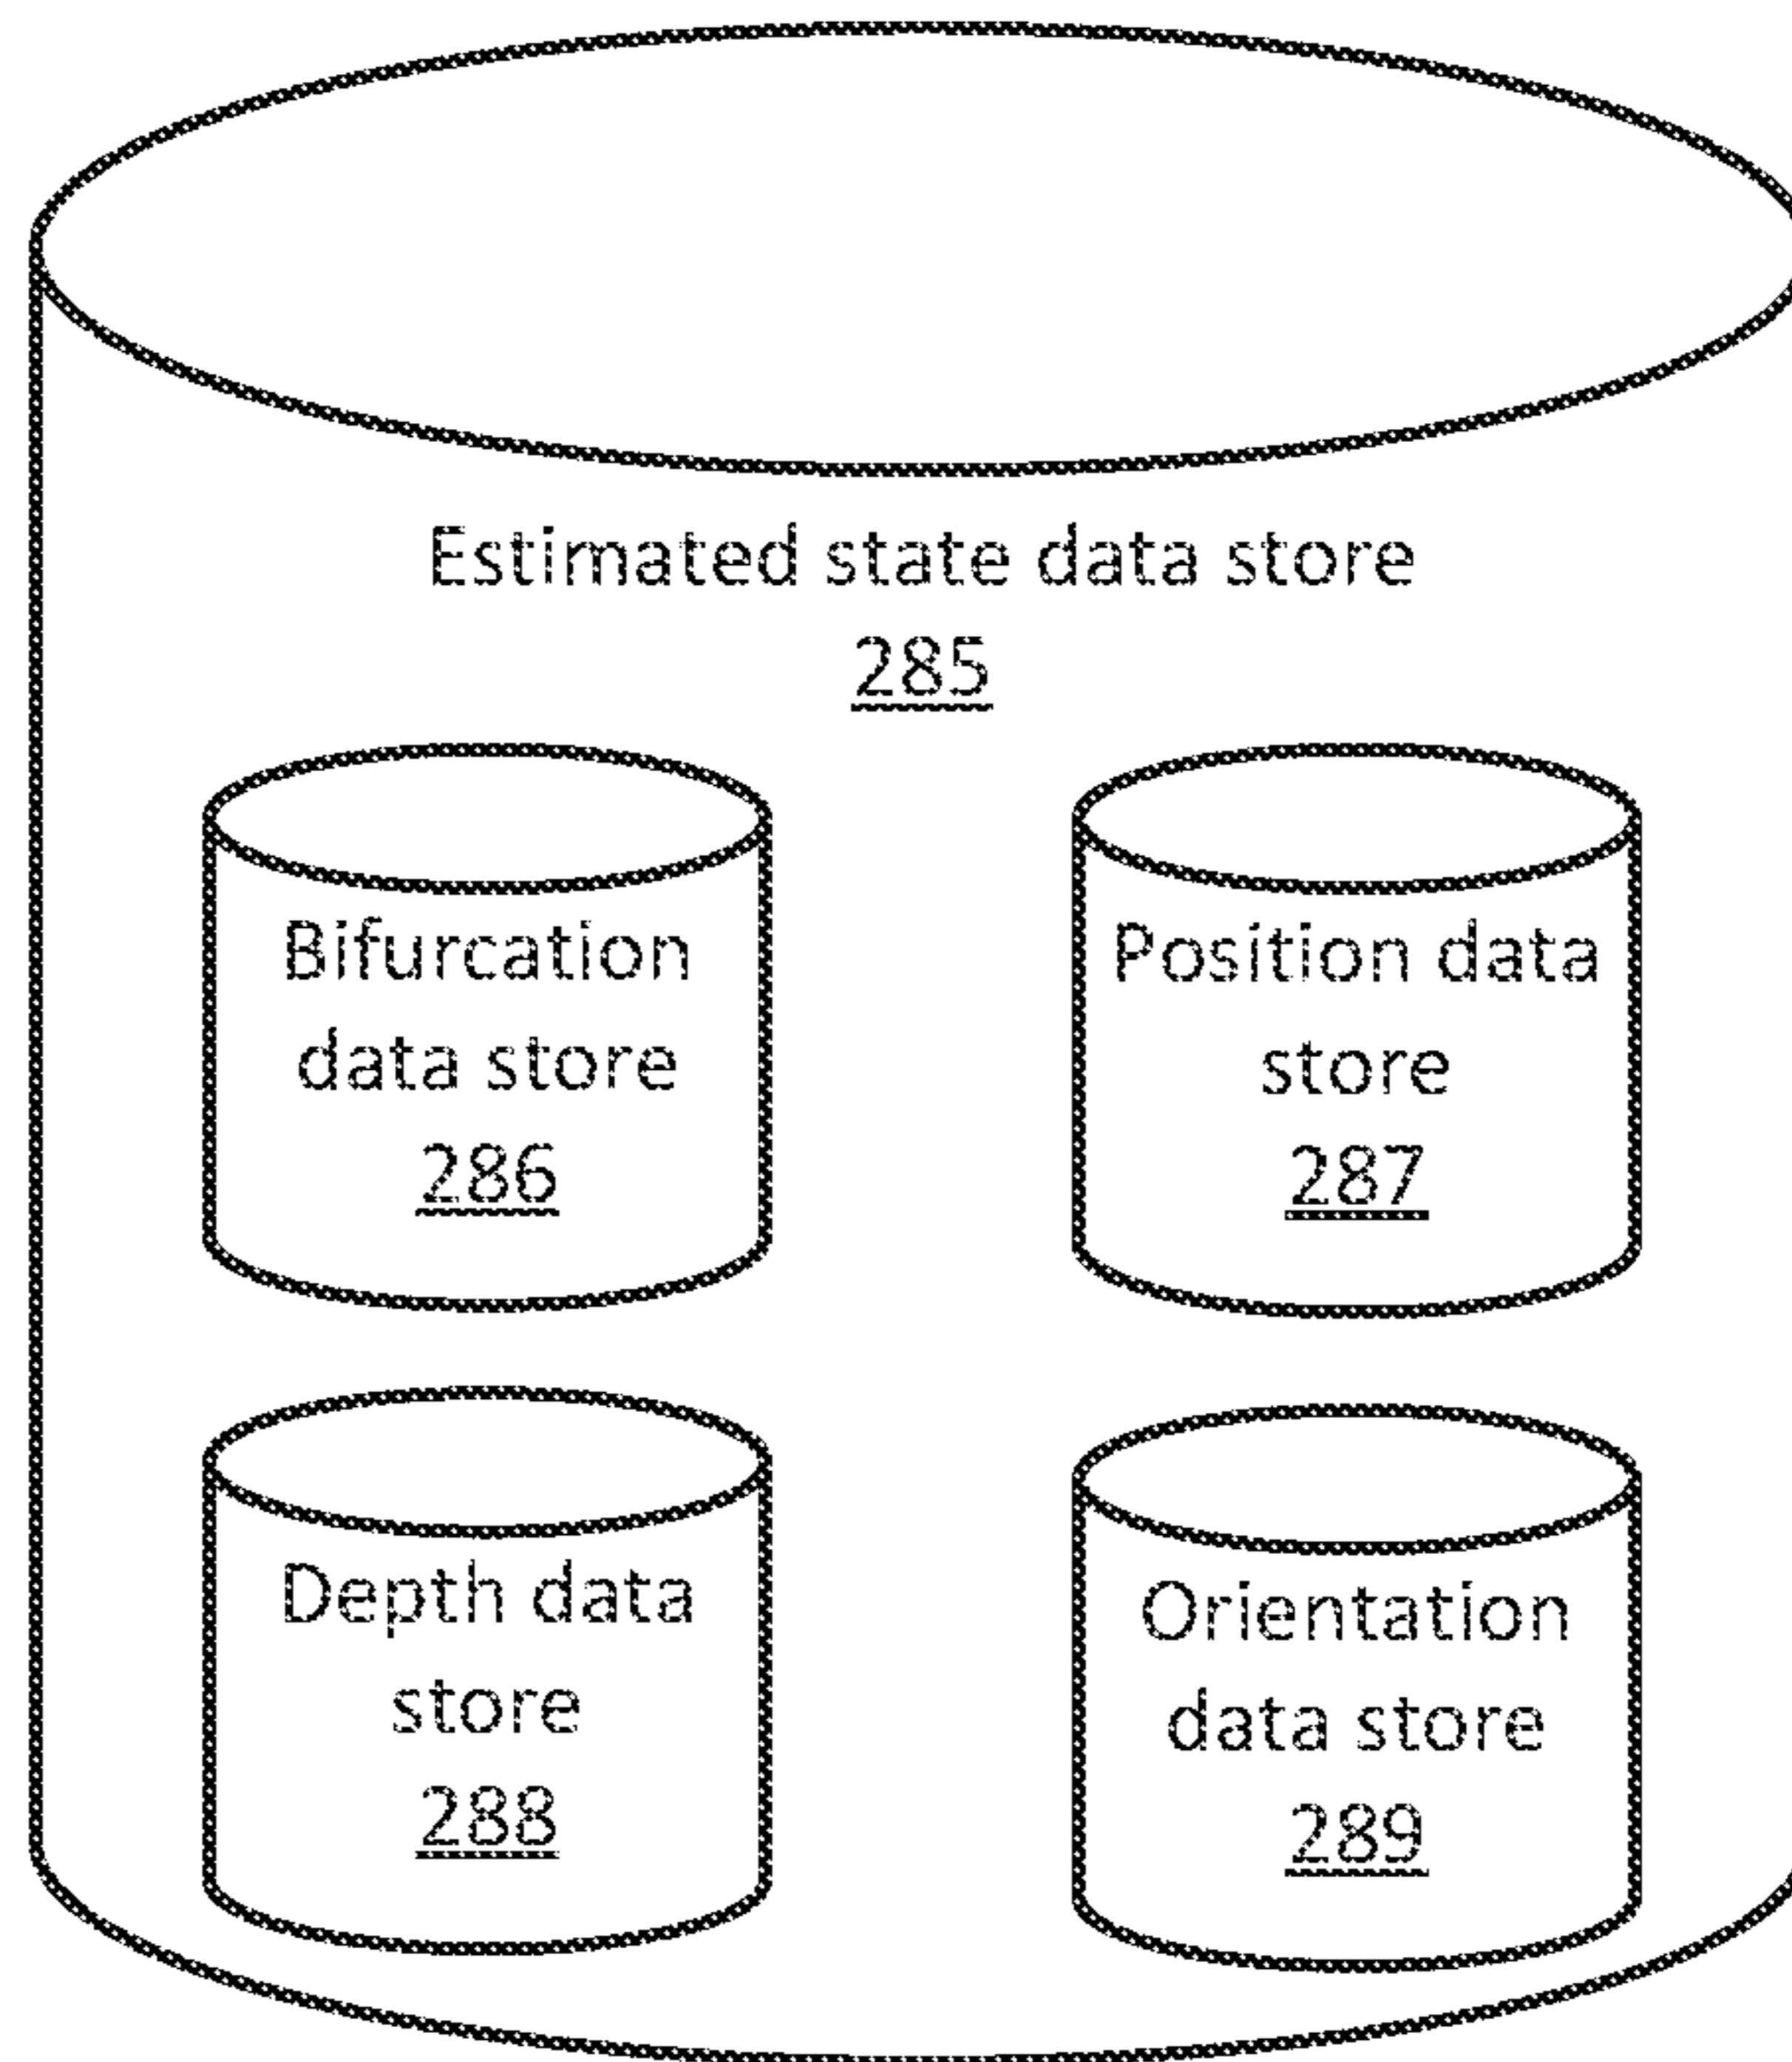 Estimated state data store
285
Bifurcation
data store
286
Position data
store
287
Depth data
store
288
Orientation
data store
289